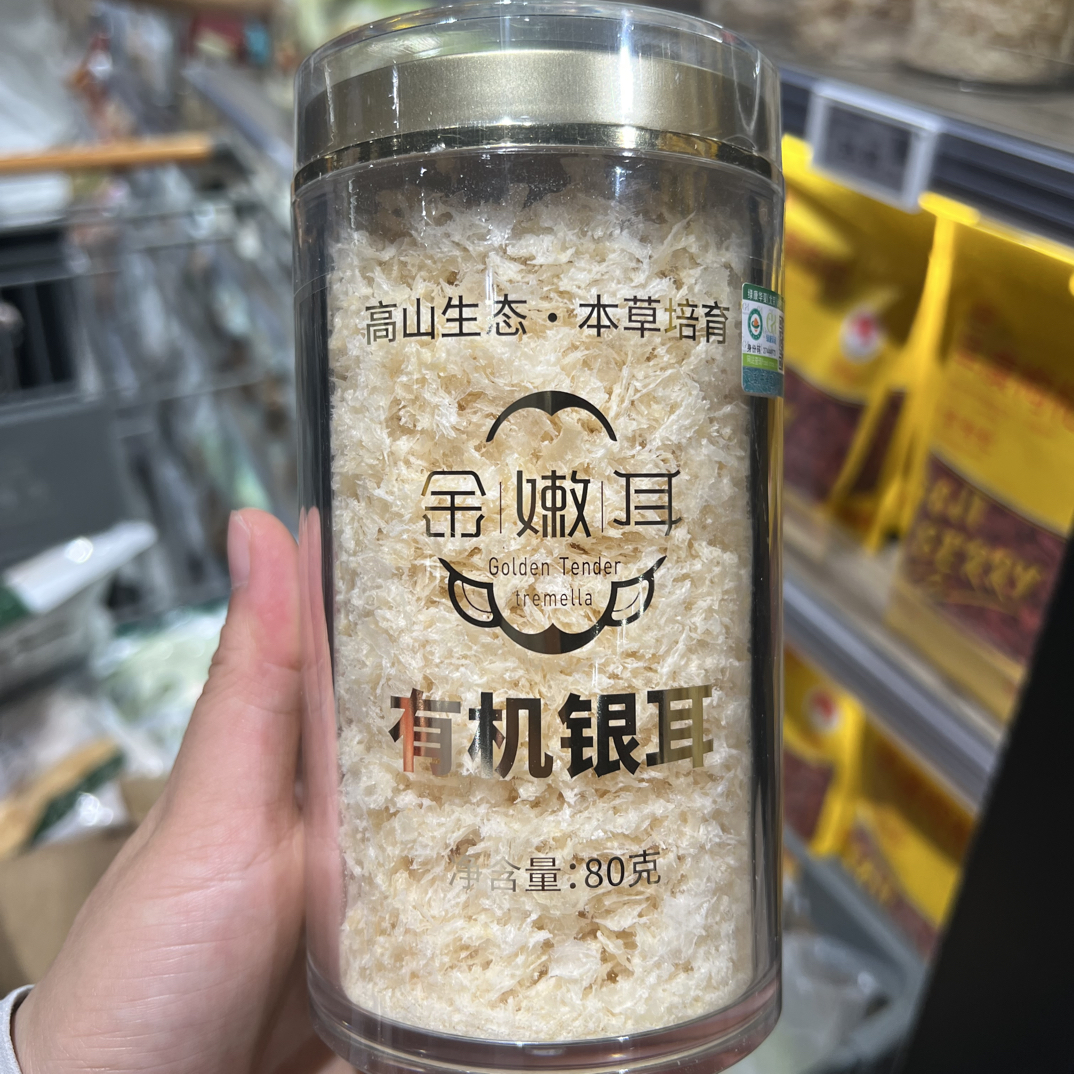 高山生态·本草培育
金嫩耳
Golden Tender
tremella
有机银耳
净含量:80克